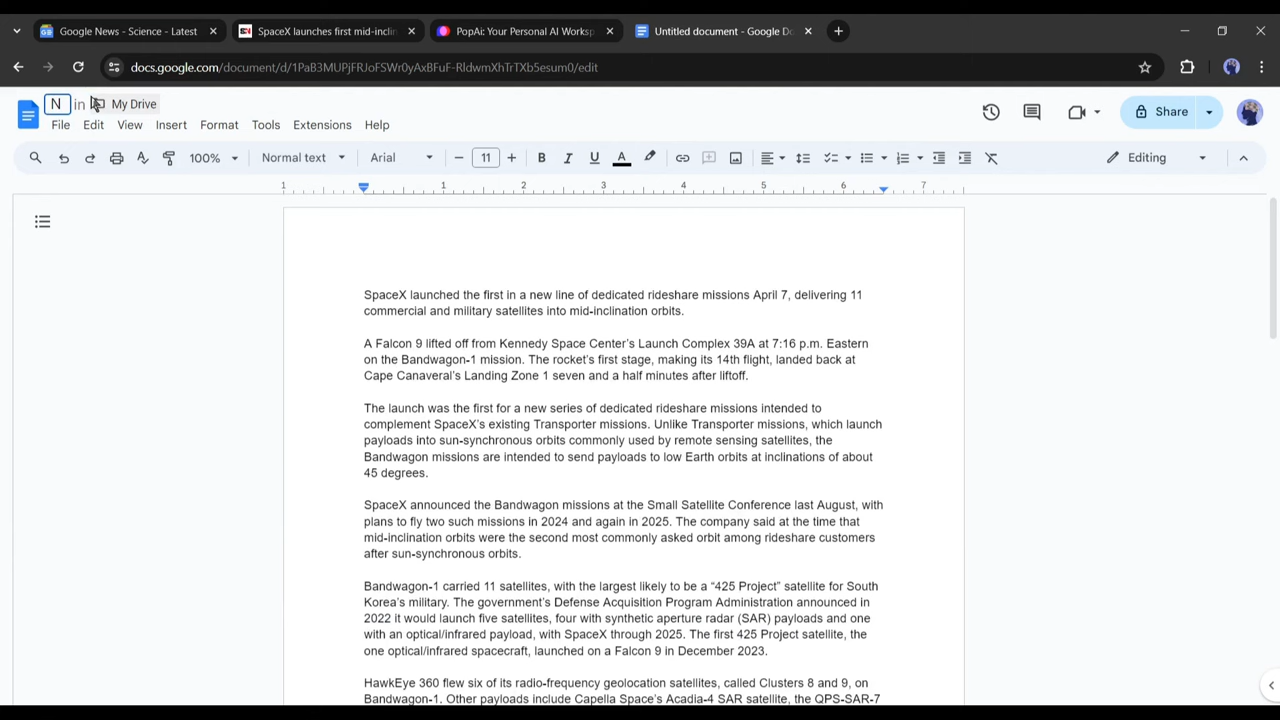 Google News - Science - Latest
SpaceX launches first mid-inclin
PopAi: Your Personal AI Worksp
Untitled document - Google Do
docs.google.com/document/d/1PaB3MUPjFRJoFSWr0yAxBFuF-RldwmXhTrTXb5esum0/edit
N in My Drive
File Edit View Insert Format Tools Extensions Help
Share
100% Normal text Arial 11 B I U A Editing
1 1 2 3 4 5 6 7
SpaceX launched the first in a new line of dedicated rideshare missions April 7, delivering 11
commercial and military satellites into mid-inclination orbits.
A Falcon 9 lifted off from Kennedy Space Center’s Launch Complex 39A at 7:16 p.m. Eastern
on the Bandwagon-1 mission. The rocket’s first stage, making its 14th flight, landed back at
Cape Canaveral’s Landing Zone 1 seven and a half minutes after liftoff.
The launch was the first for a new series of dedicated rideshare missions intended to
complement SpaceX’s existing Transporter missions. Unlike Transporter missions, which launch
payloads into sun-synchronous orbits commonly used by remote sensing satellites, the
Bandwagon missions are intended to send payloads to low Earth orbits at inclinations of about
45 degrees.
SpaceX announced the Bandwagon missions at the Small Satellite Conference last August, with
plans to fly two such missions in 2024 and again in 2025. The company said at the time that
mid-inclination orbits were the second most commonly asked orbit among rideshare customers
after sun-synchronous orbits.
Bandwagon-1 carried 11 satellites, with the largest likely to be a “425 Project” satellite for South
Korea’s military. The government’s Defense Acquisition Program Administration announced in
2022 it would launch five satellites, four with synthetic aperture radar (SAR) payloads and one
with an optical/infrared payload, with SpaceX through 2025. The first 425 Project satellite, the
one optical/infrared spacecraft, launched on a Falcon 9 in December 2023.
HawkEye 360 flew six of its radio-frequency geolocation satellites, called Clusters 8 and 9, on
Bandwagon-1. Other payloads include Capella Space’s Acadia-4 SAR satellite, the QPS-SAR-7